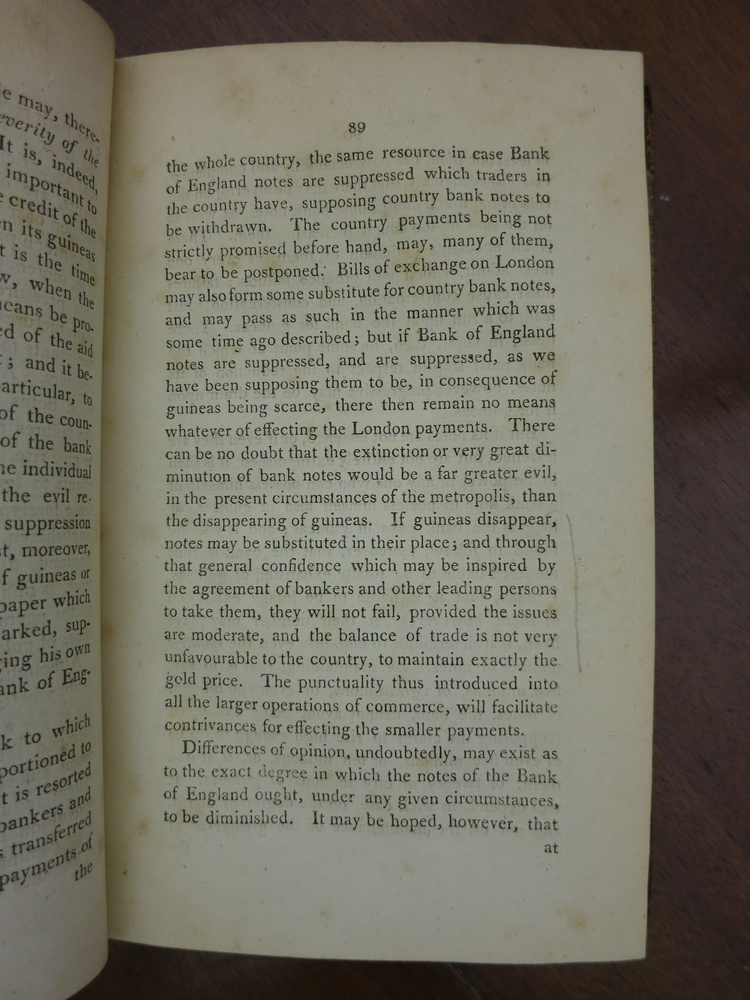 e may, there-
everity of the
It is, indeed,
important to
credit of the
n its guineas
t is the time
w, when the
eans be pro-
ed of the aid
; and it be-
articular, to
of the coun-
of the bank
ne individual
the evil re-
suppression
st, moreover,
f guineas or
paper which
arked, sup-
ging his own
ank of Eng-
k to which
portioned to
t is resorted
bankers and
s transferred
payments of
the
89
the whole country, the same resource in case Bank
of England notes are suppressed which traders in
the country have, supposing country bank notes to
be withdrawn. The country payments being not
strictly promised before hand, may, many of them,
bear to be postponed. Bills of exchange on London
may also form some substitute for country bank notes,
and may pass as such in the manner which was
some time ago described; but if Bank of England
notes are suppressed, and are suppressed, as we
have been supposing them to be, in consequence of
guineas being scarce, there then remain no means
whatever of effecting the London payments. There
can be no doubt that the extinction or very great di-
minution of bank notes would be a far greater evil,
in the present circumstances of the metropolis, than
the disappearing of guineas. If guineas disappear,
notes may be substituted in their place; and through
that general confidence which may be inspired by
the agreement of bankers and other leading persons
to take them, they will not fail, provided the issues
are moderate, and the balance of trade is not very
unfavourable to the country, to maintain exactly the
gold price. The punctuality thus introduced into
all the larger operations of commerce, will facilitate
contrivances for effecting the smaller payments.
Differences of opinion, undoubtedly, may exist as
to the exact degree in which the notes of the Bank
of England ought, under any given circumstances,
to be diminished. It may be hoped, however, that
at